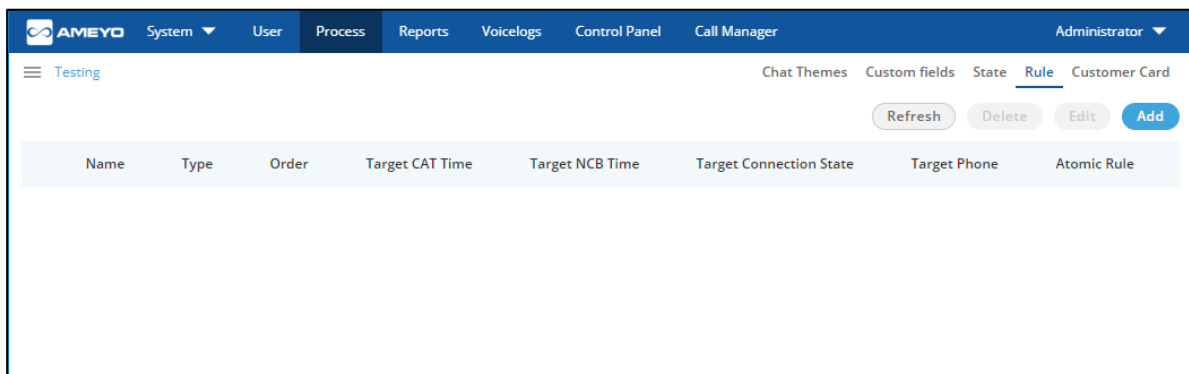 AMEYO System User Process Reports Voicelogs Control Panel Call Manager Administrator
Testing Chat Themes Custom fields State Rule Customer Card
Refresh Delete Edit Add
Name Type Order Target CAT Time Target NCB Time Target Connection State Target Phone Atomic Rule